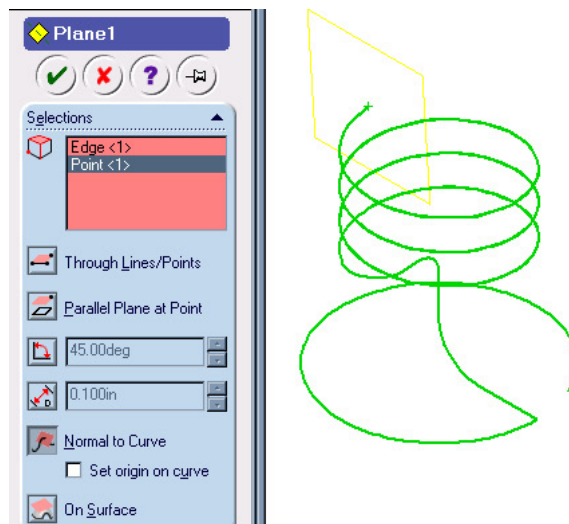 Plane1
?
Selections
Edge <1>
Point <1>
Through Lines/Points
Parallel Plane at Point
45.00deg
D
0.100in
Normal to Curve
Set origin on curve
On Surface